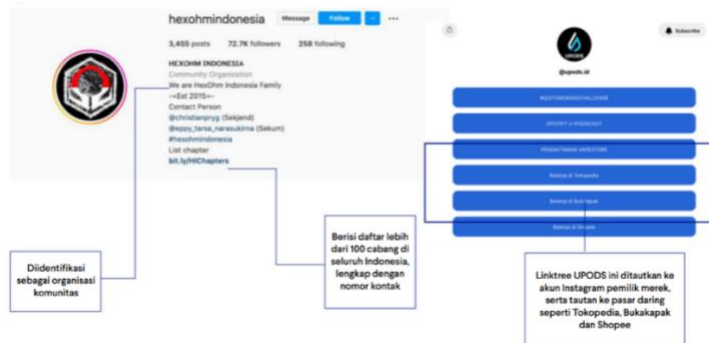 hexohmindonesia
Message
Follow
3,455 posts
72.7K followers
258 following
HEXOHM INDONESIA
Community Organization
We are HexOhm Indonesia Family
-=Est 2015=-
Contact Person
@christianpryg (Sekjend)
@eppy_tarsa_narasukma (Sekum)
#hexohmindonesia
List chapter
bit.ly/HIChapters
Diidentifikasi
sebagai organisasi
komunitas
Berisi daftar lebih
dari 100 cabang di
seluruh Indonesia,
lengkap dengan
nomor kontak
Subscribe
UPODS
@upods.id
SPOTIFY U-PODSCAST
Belanja di Tokopedia
Belanja di Bukalapak
Belanja di Shopee
Linktree UPODS ini ditautkan ke
akun Instagram pemilik merek,
serta tautan ke pasar daring
seperti Tokopedia, Bukakapak
dan Shopee